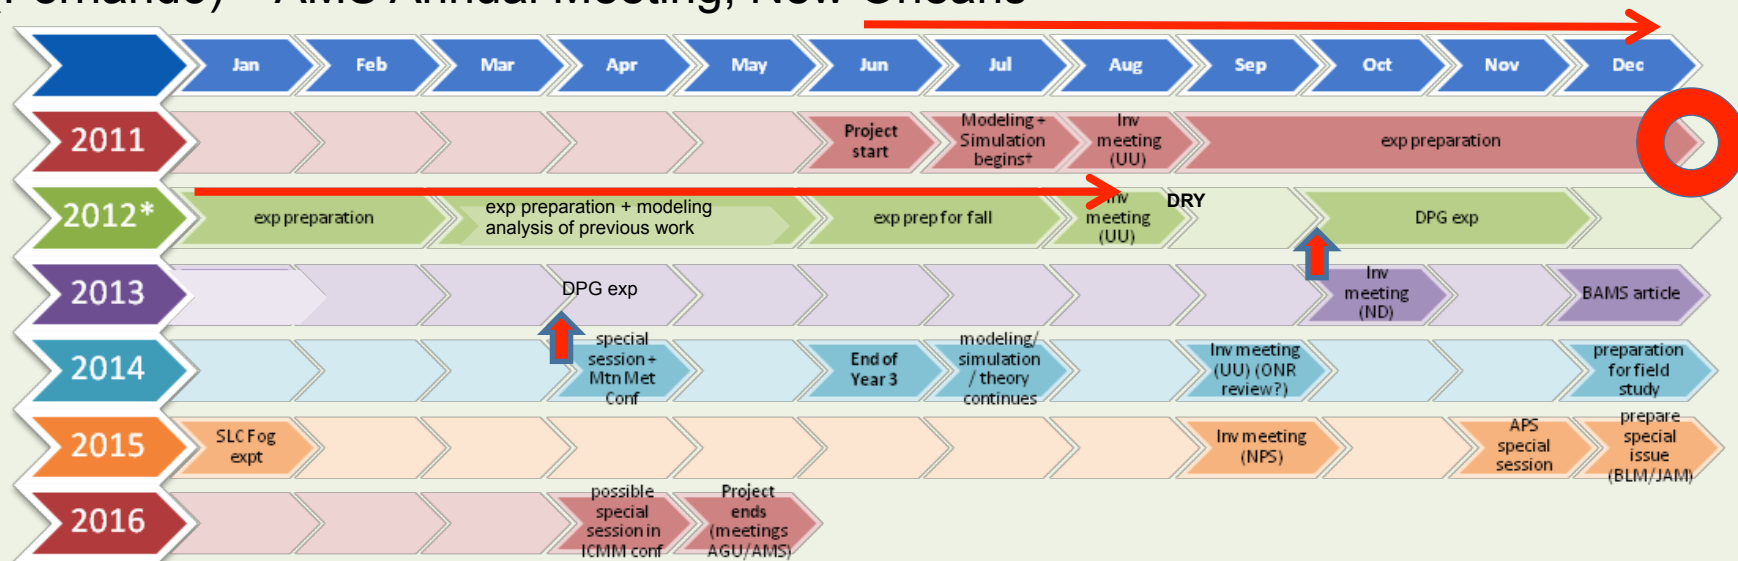 (Fernando) – AMS Annual Meeting, New Orleans
Jan Feb Mar Apr May Jun Jul Aug Sep Oct Nov Dec
2011
Project
start
Modeling +
Simulation
begins†
Inv
meeting
(UU)
exp preparation
2012*
exp preparation
exp preparation + modeling
analysis of previous work
exp prep for fall
Inv
meeting
(UU)
DRY
DPG exp
2013
DPG exp
Inv
meeting
(ND)
BAMS article
2014
special
session +
Mtn Met
Conf
End of
Year 3
modeling/
simulation
/ theory
continues
Inv meeting
(UU) (ONR
review?)
preparation
for field
study
2015
SLC Fog
expt
Inv meeting
(NPS)
APS
special
session
prepare
special
issue
(BLM/JAM)
2016
possible
special
session in
ICMM conf
Project
ends
(meetings
AGU/AMS)